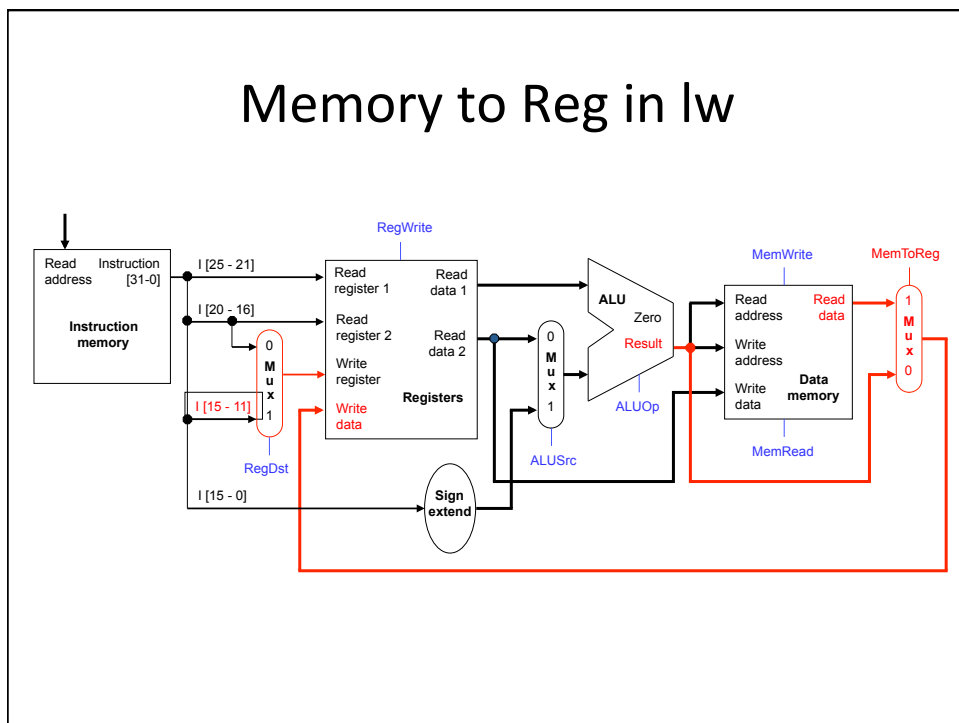 Memory to Reg in lw
Read
address
Instruction
[31-0]
Instruction
memory
I [25 - 21]
I [20 - 16]
I [15 - 11]
I [15 - 0]
0
M
u
x
1
RegDst
RegWrite
Read
register 1
Read
register 2
Write
register
Write
data
Read
data 1
Read
data 2
Registers
Sign
extend
0
M
u
x
1
ALUSrc
ALU
Zero
Result
ALUOp
MemWrite
Read
address
Write
address
Write
data
Read
data
Data
memory
MemRead
MemToReg
1
M
u
x
0